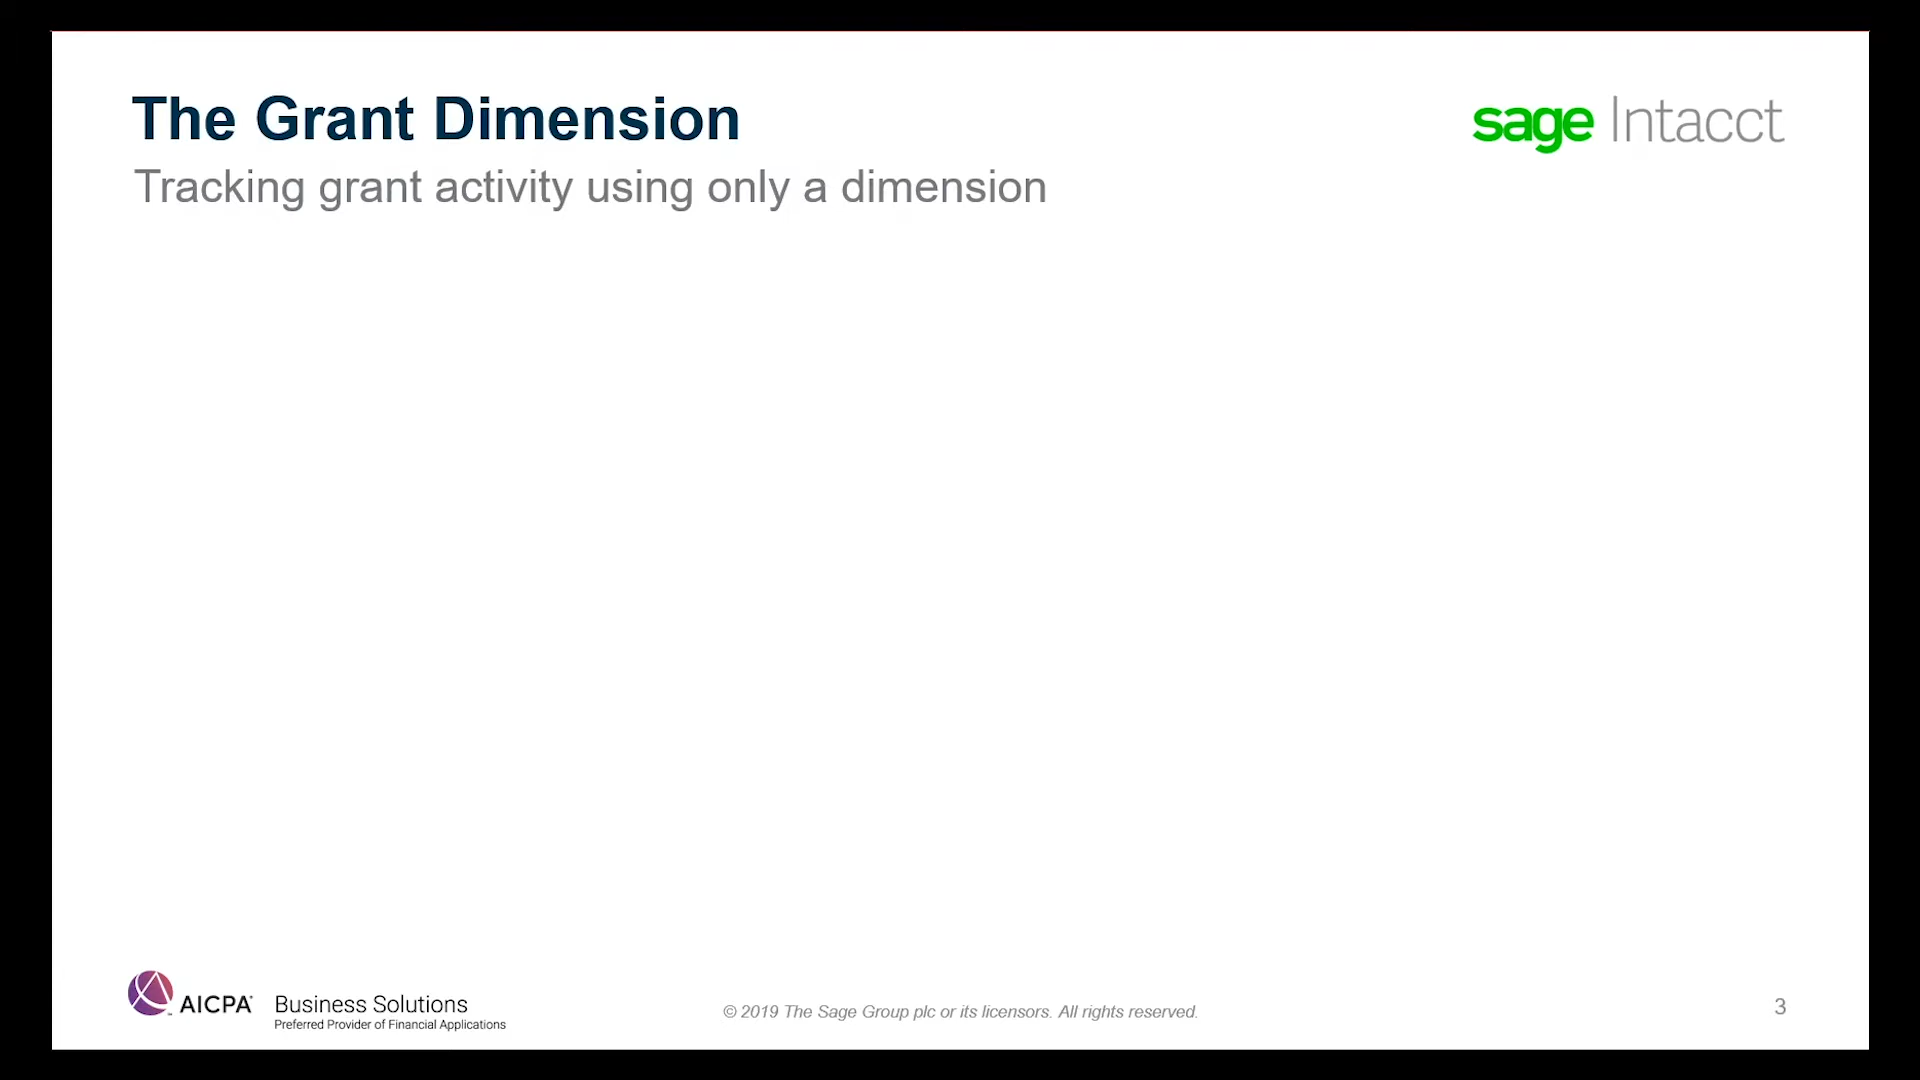 The Grant Dimension
sage Intacct
Tracking grant activity using only a dimension
AICPA Business Solutions
Preferred Provider of Financial Applications
© 2019 The Sage Group plc or its licensors. All rights reserved.
3